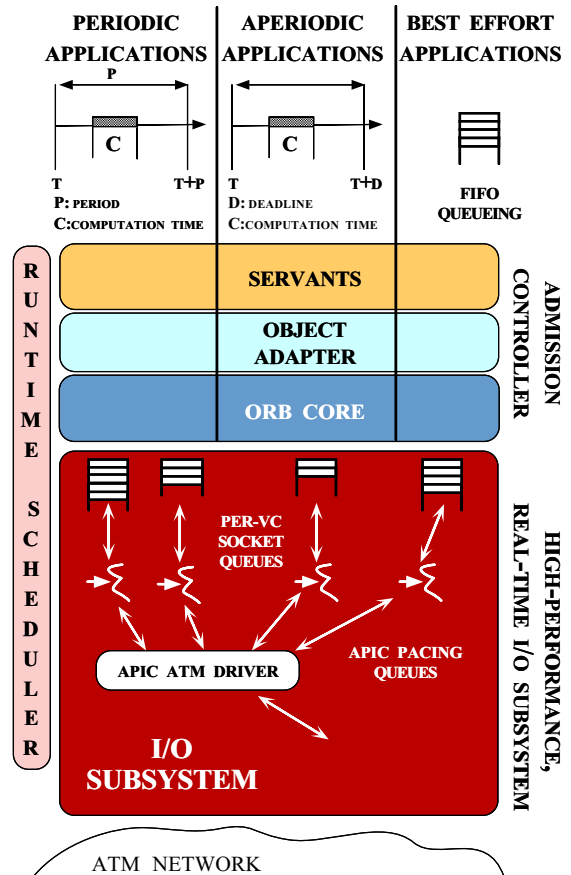 PERIODIC
APPLICATIONS
P
C
T
T+P
P: PERIOD
C: COMPUTATION TIME
APERIODIC
APPLICATIONS
C
T
T+D
D: DEADLINE
C: COMPUTATION TIME
BEST EFFORT
APPLICATIONS
FIFO
QUEUEING
RUNTIME SCHEDULER
SERVANTS
OBJECT
ADAPTER
ORB CORE
ADMISSION
CONTROLLER
PER-VC
SOCKET
QUEUES
APIC PACING
QUEUES
APIC ATM DRIVER
I/O
SUBSYSTEM
HIGH-PERFORMANCE,
REAL-TIME I/O SUBSYSTEM
ATM NETWORK